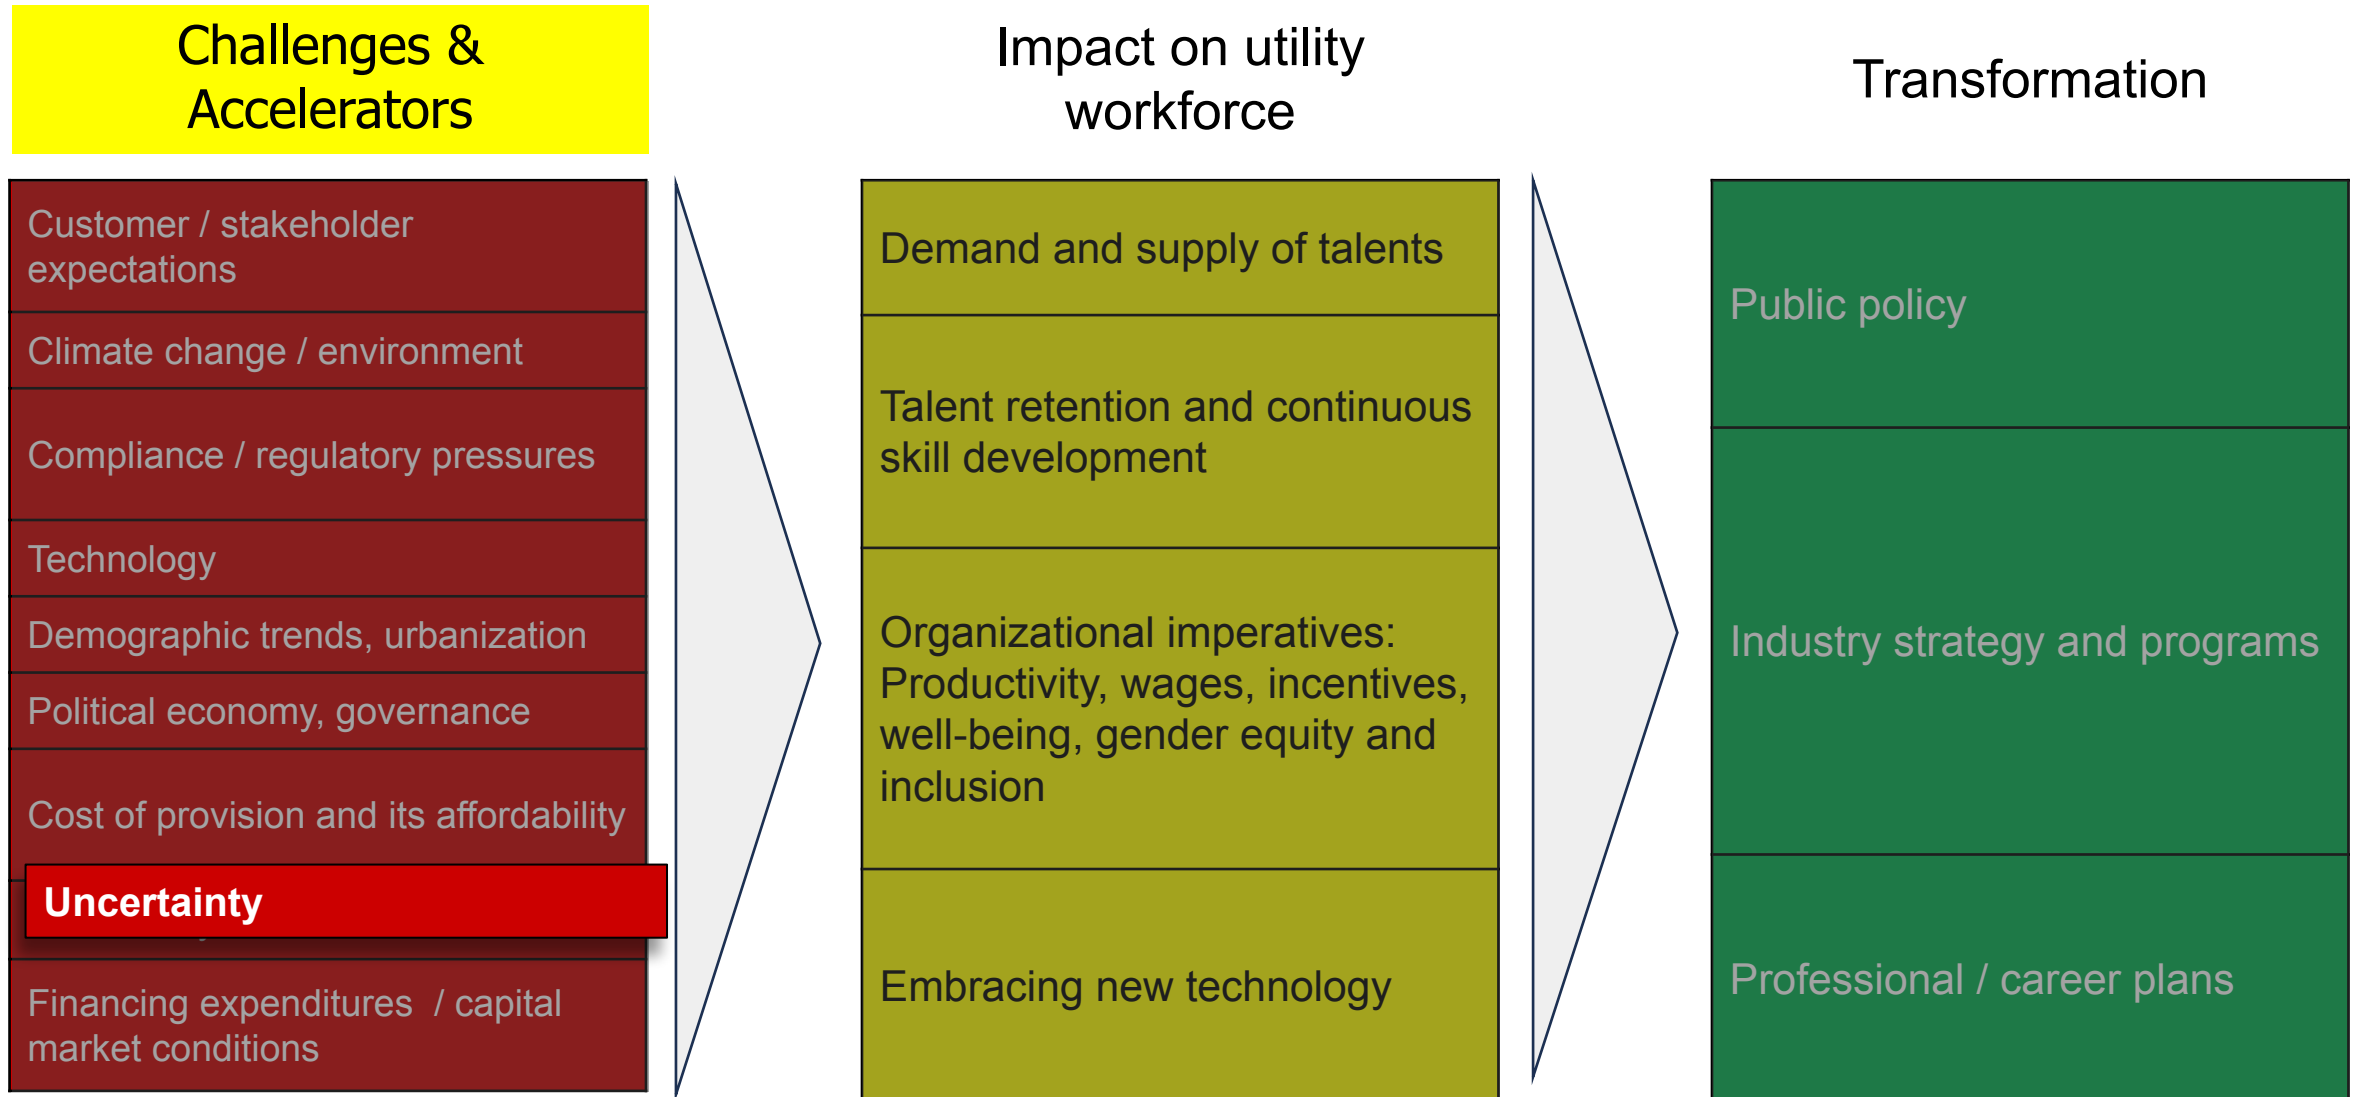 Challenges &
Accelerators
Impact on utility
workforce
Transformation
Customer / stakeholder
expectations
Climate change / environment
Compliance / regulatory pressures
Technology
Demographic trends, urbanization
Political economy, governance
Cost of provision and its affordability
Uncertainty
Financing expenditures / capital
market conditions
Demand and supply of talents
Talent retention and continuous
skill development
Organizational imperatives:
Productivity, wages, incentives,
well-being, gender equity and
inclusion
Embracing new technology
Public policy
Industry strategy and programs
Professional / career plans